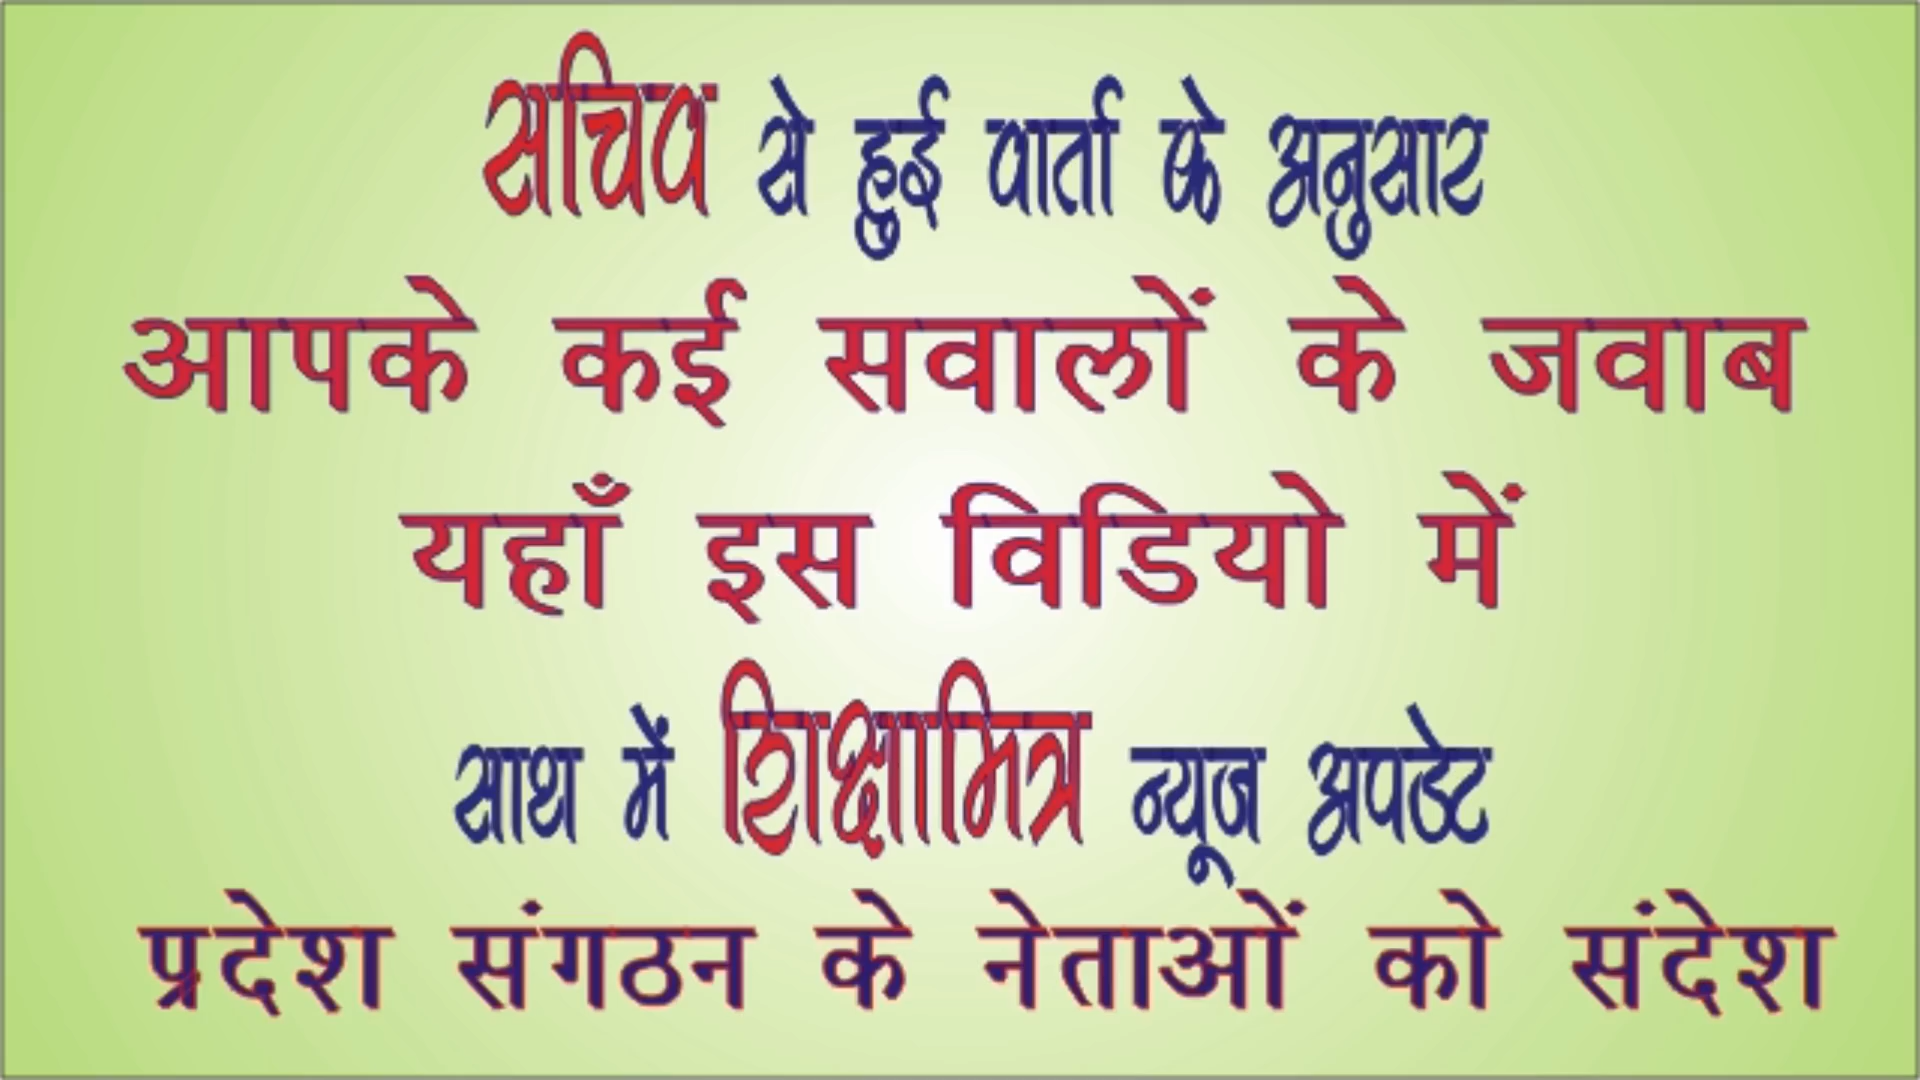 सचिव से हुई वार्ता के अनुसार
आपके कई सवालों के जवाब
यहाँ इस विडियो में
साथ में शिक्षामित्र न्यूज अपडेट
प्रदेश संगठन के नेताओं को संदेश